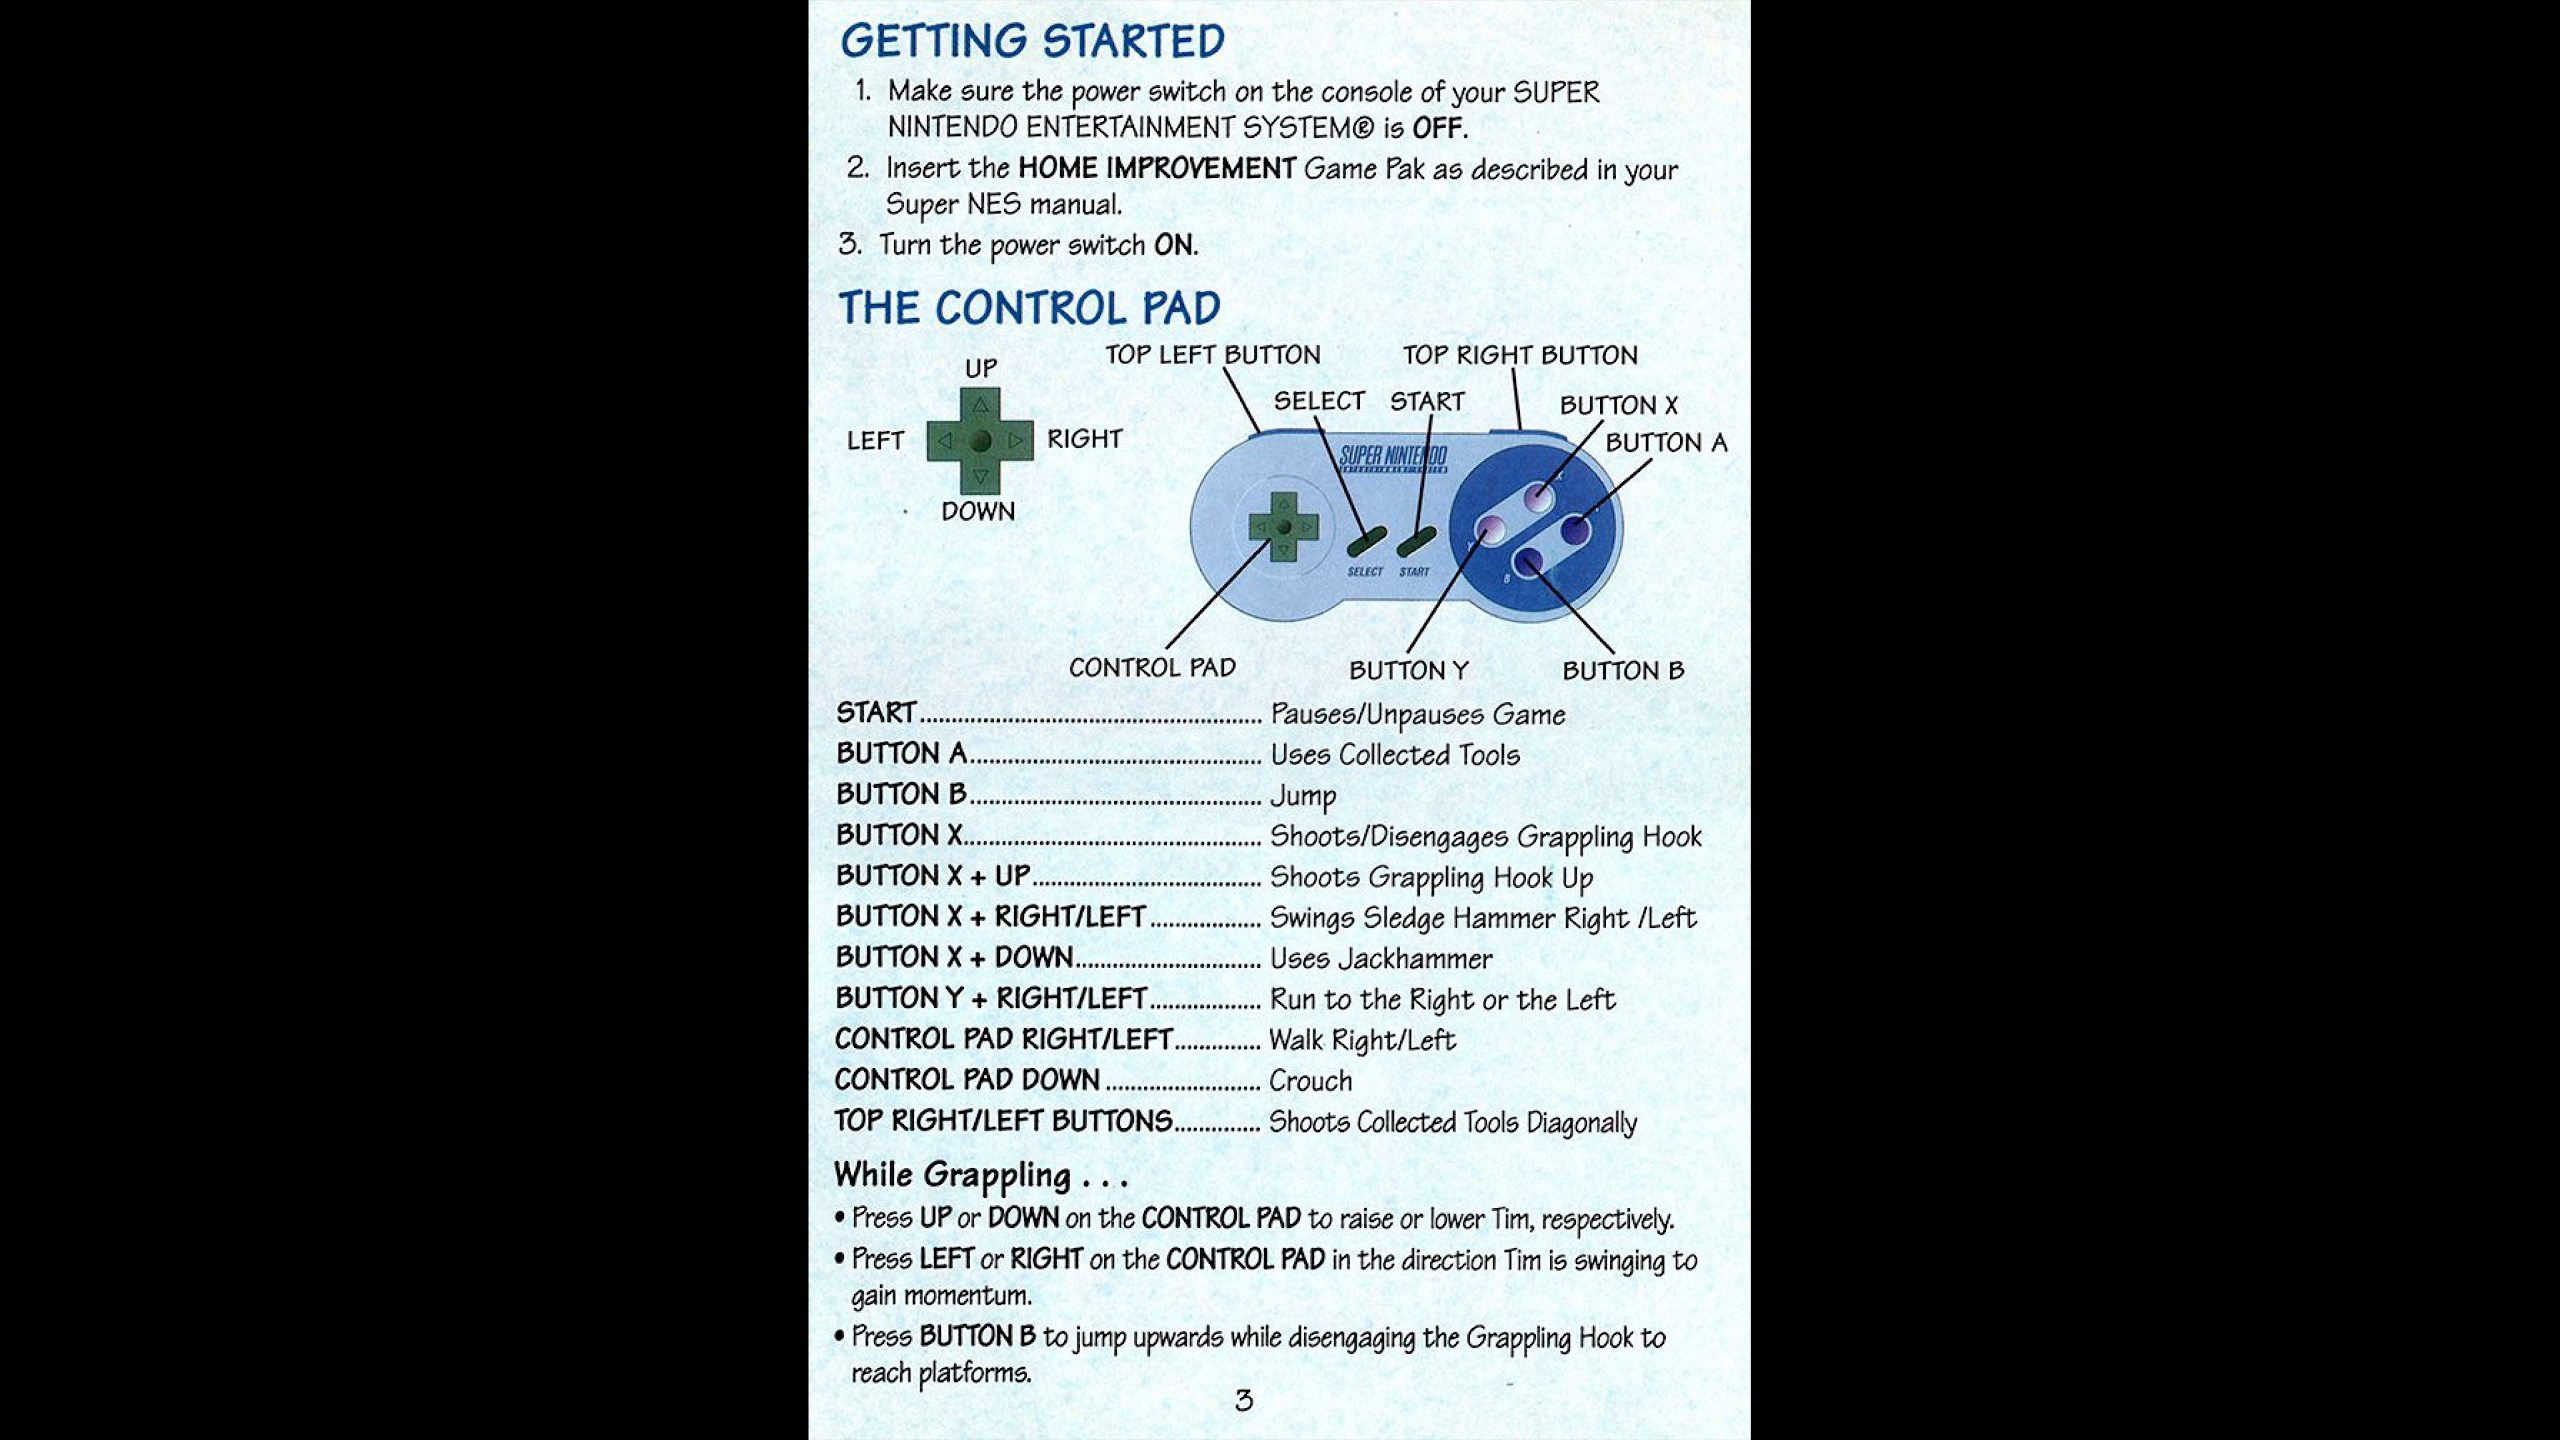 GETTING STARTED
1. Make sure the power switch on the console of your SUPER
NINTENDO ENTERTAINMENT SYSTEM® is OFF.
2. Insert the HOME IMPROVEMENT Game Pak as described in your
Super NES manual.
3. Turn the power switch ON.
THE CONTROL PAD
UP
LEFT
RIGHT
DOWN
TOP LEFT BUTTON
TOP RIGHT BUTTON
SELECT
START
BUTTON X
BUTTON A
SUPER NINTENDO
ENTERTAINMENT SYSTEM
X
Y
B
SELECT
START
CONTROL PAD
BUTTON Y
BUTTON B
START...................................................... Pauses/Unpauses Game
BUTTON A.............................................. Uses Collected Tools
BUTTON B.............................................. Jump
BUTTON X............................................... Shoots/Disengages Grappling Hook
BUTTON X + UP.................................... Shoots Grappling Hook Up
BUTTON X + RIGHT/LEFT.................. Swings Sledge Hammer Right /Left
BUTTON X + DOWN............................. Uses Jackhammer
BUTTON Y + RIGHT/LEFT.................. Run to the Right or the Left
CONTROL PAD RIGHT/LEFT.............. Walk Right/Left
CONTROL PAD DOWN ......................... Crouch
TOP RIGHT/LEFT BUTTONS.............. Shoots Collected Tools Diagonally
While Grappling . . .
• Press UP or DOWN on the CONTROL PAD to raise or lower Tim, respectively.
• Press LEFT or RIGHT on the CONTROL PAD in the direction Tim is swinging to
gain momentum.
• Press BUTTON B to jump upwards while disengaging the Grappling Hook to
reach platforms.
3